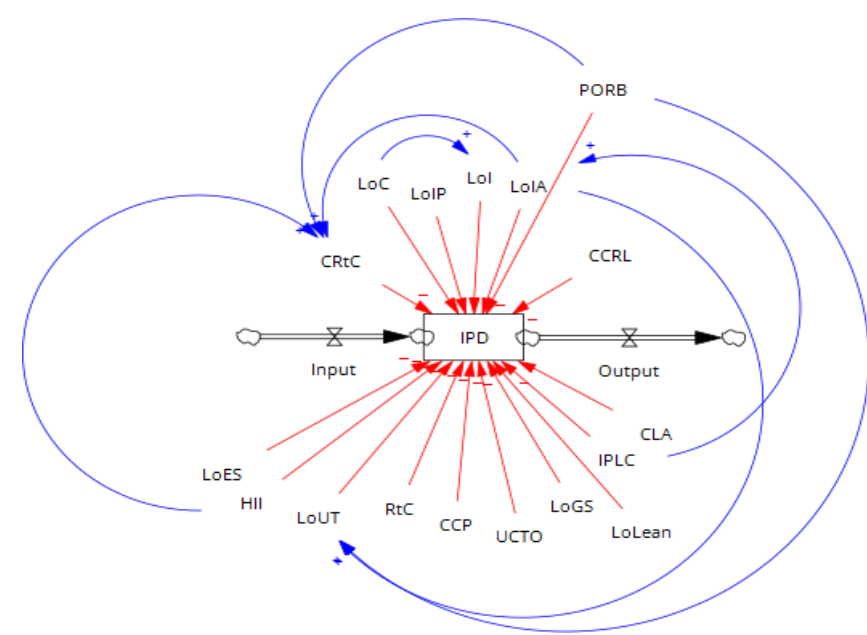 PORB
+
+
LoC
LoIP
LoI
LoIA
+
+
CRtC
CCRL
−
−
−
IPD
Input
Output
−
−
−
−
−
−
−
−
CLA
IPLC
LoES
HII
LoUT
RtC
CCP
UCTO
LoGS
LoLean
+